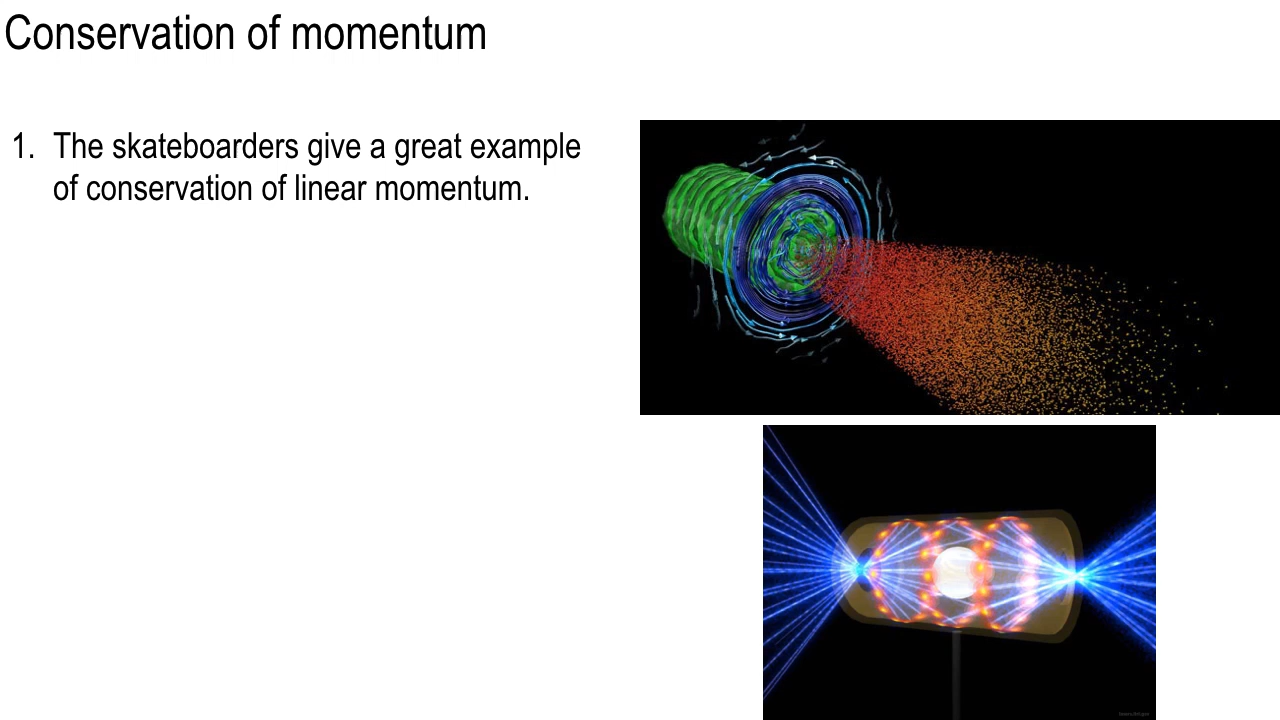 Conservation of momentum
1. The skateboarders give a great example
of conservation of linear momentum.